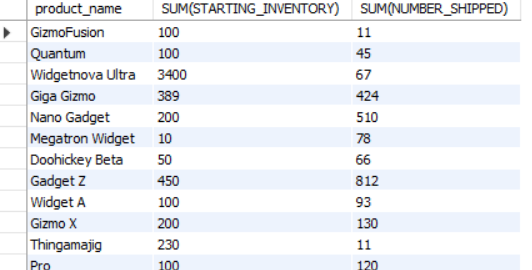 product_name SUM(STARTING_INVENTORY) SUM(NUMBER_SHIPPED)
GizmoFusion 100 11
Quantum 100 45
Widgetnova Ultra 3400 67
Giga Gizmo 389 424
Nano Gadget 200 510
Megatron Widget 10 78
Doohickey Beta 50 66
Gadget Z 450 812
Widget A 100 93
Gizmo X 200 130
Thingamajig 230 11
Pro 100 120